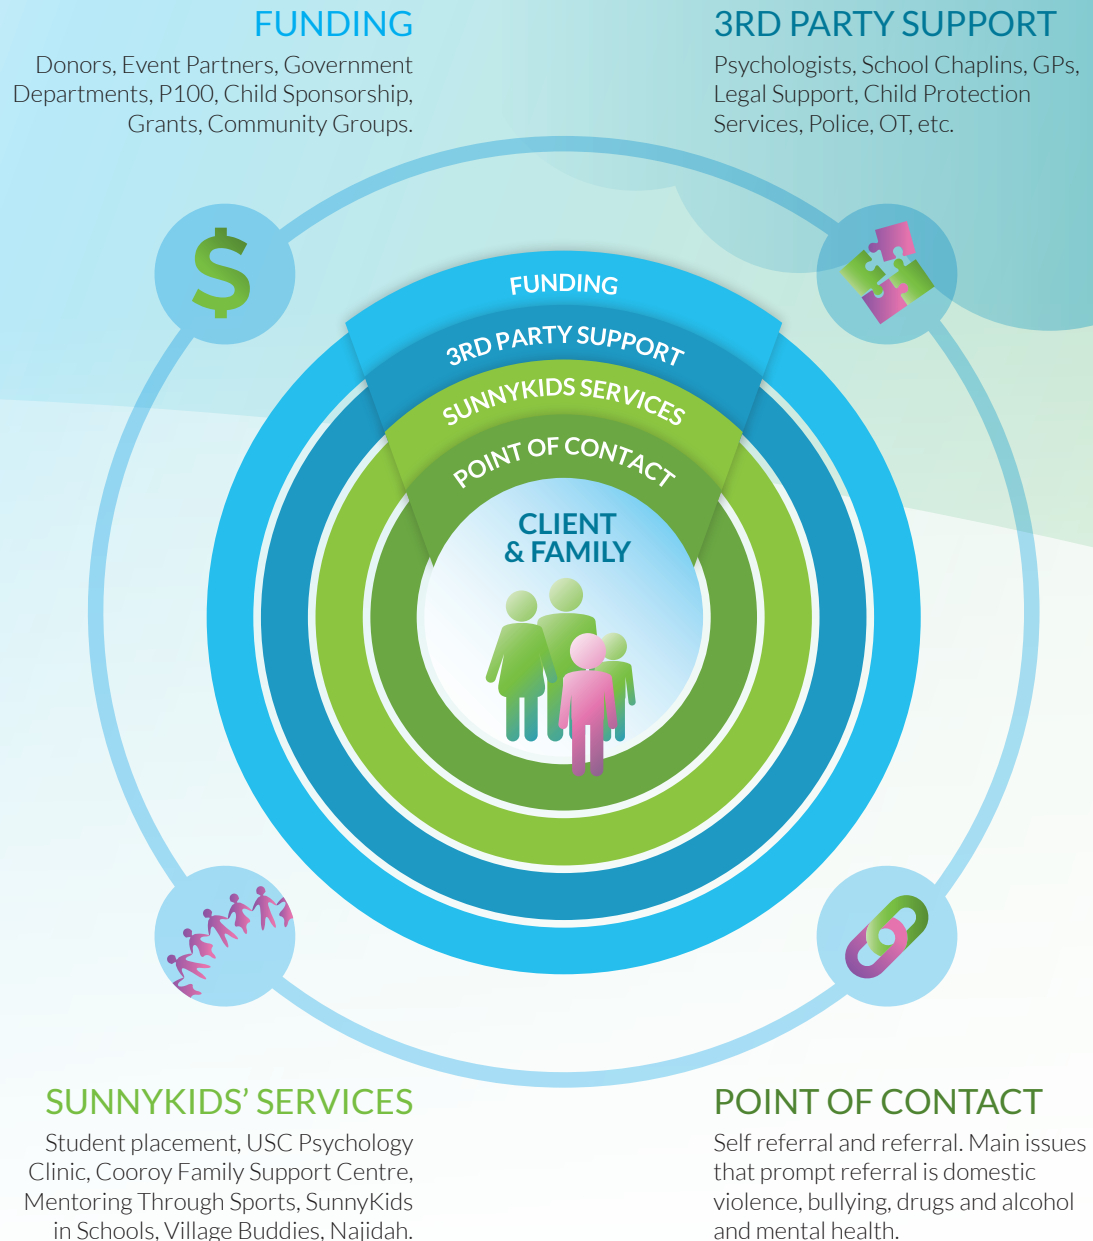 FUNDING
Donors, Event Partners, Government
Departments, P100, Child Sponsorship,
Grants, Community Groups.
3RD PARTY SUPPORT
Psychologists, School Chaplins, GPs,
Legal Support, Child Protection
Services, Police, OT, etc.
FUNDING
3RD PARTY SUPPORT
SUNNYKIDS SERVICES
POINT OF CONTACT
CLIENT
& FAMILY
SUNNYKIDS’ SERVICES
Student placement, USC Psychology
Clinic, Cooroy Family Support Centre,
Mentoring Through Sports, SunnyKids
in Schools, Village Buddies, Najidah.
POINT OF CONTACT
Self referral and referral. Main issues
that prompt referral is domestic
violence, bullying, drugs and alcohol
and mental health.